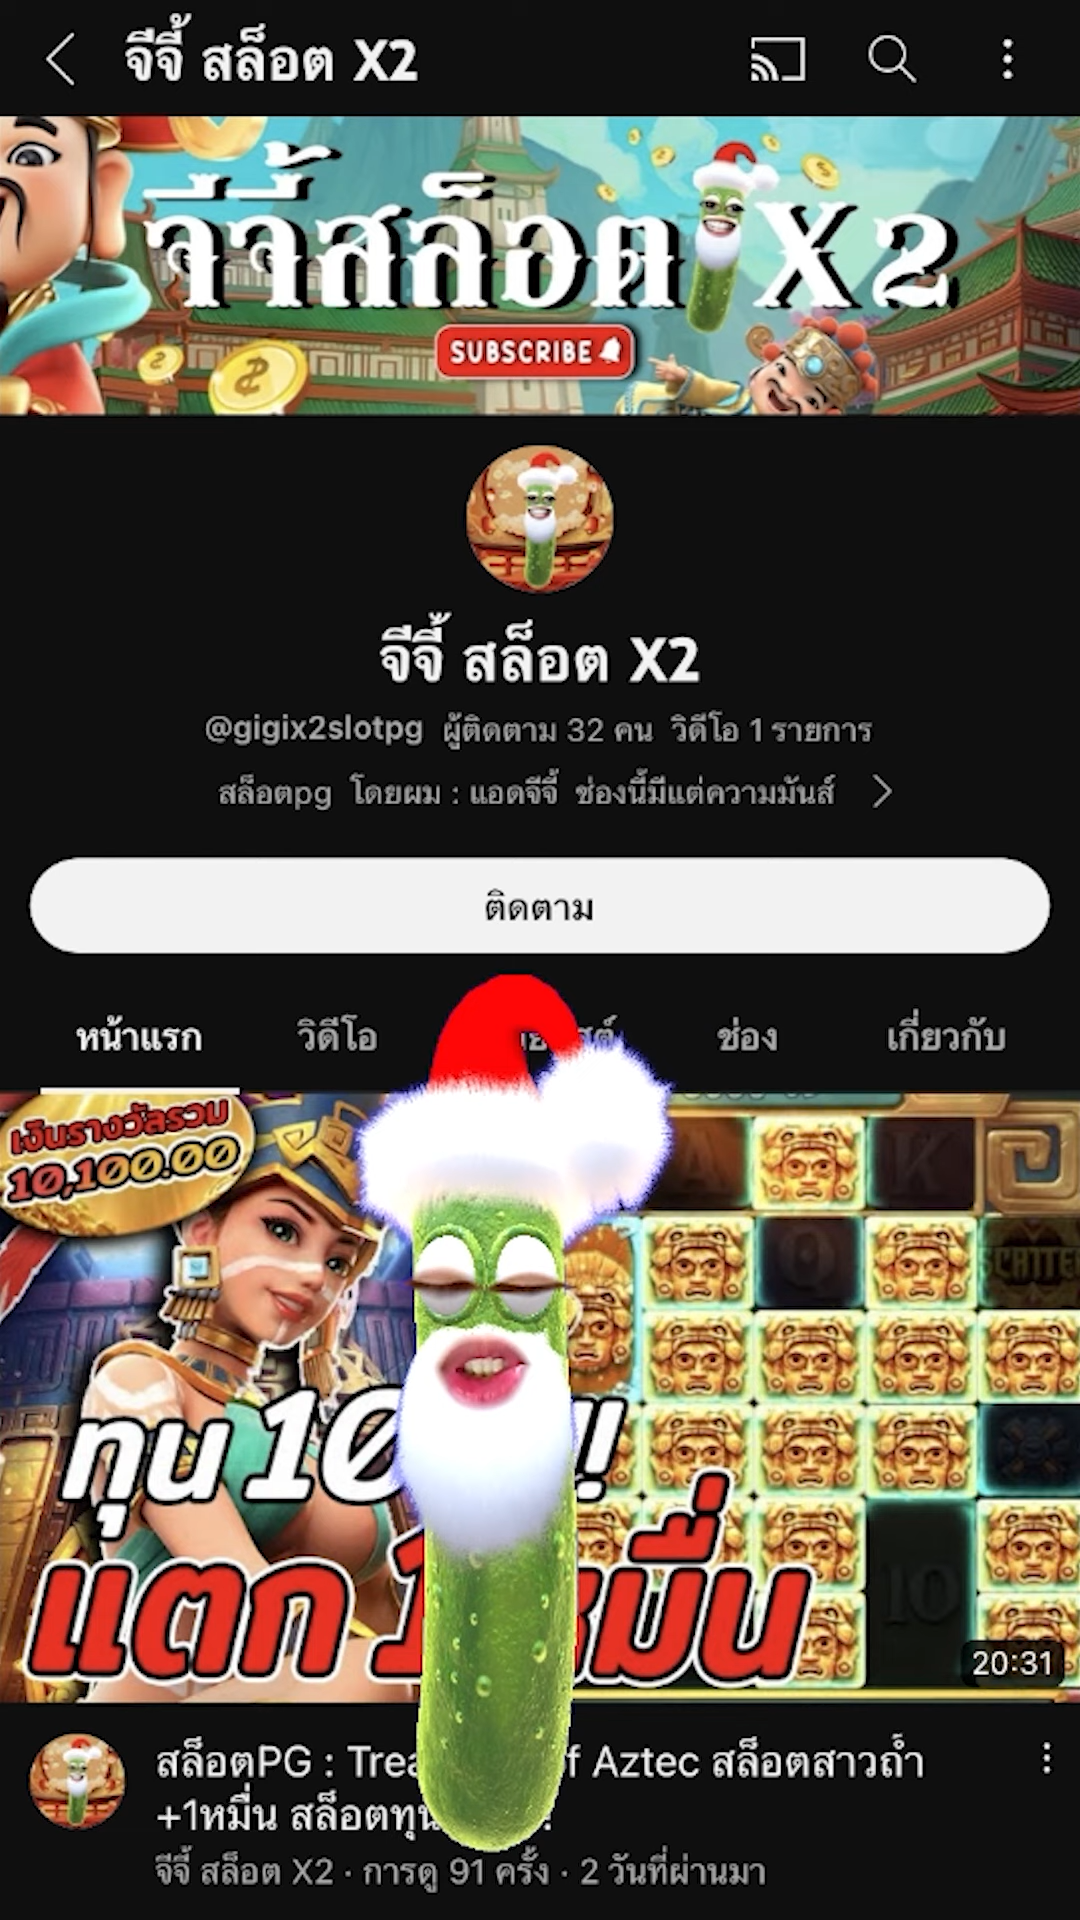 จีจี้ สล็อต X2
จีจี้สล็อต X2
SUBSCRIBE
จีจี้ สล็อต X2
@gigix2slotpg ผู้ติดตาม 32 คน วิดีโอ 1 รายการ
สล็อตpg โดยผม : แอดจีจี้ ช่องนี้มีแต่ความมันส์
ติดตาม
หน้าแรก วิดีโอ ช่อง เกี่ยวกับ
เงินรางวัลรวม
10,100.00
A K
Q SCATTE
ทุน 10 !!
แตก 1 หมื่น
10
20:31
สล็อตPG : Trea f Aztec สล็อตสาวถ้ำ
+1หมื่น สล็อตทุน !
จีจี้ สล็อต X2 · การดู 91 ครั้ง · 2 วันที่ผ่านมา